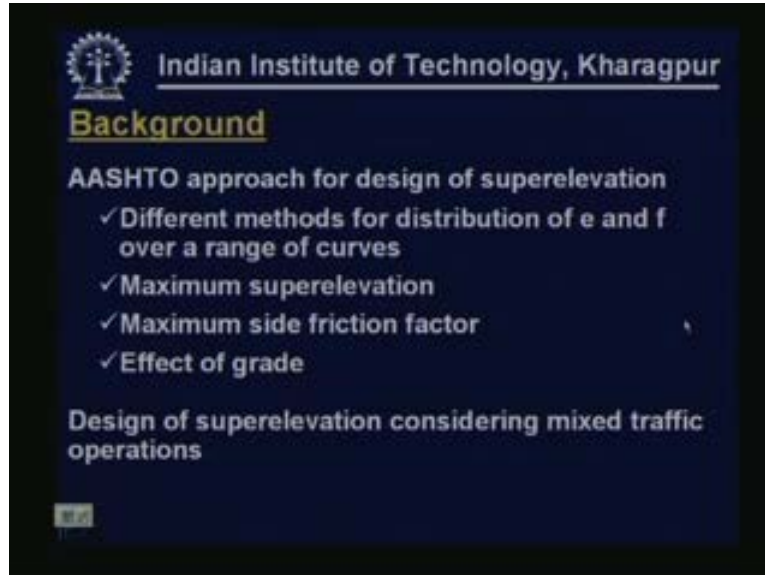 Indian Institute of Technology, Kharagpur
Background
AASHTO approach for design of superelevation
✓Different methods for distribution of e and f
over a range of curves
✓Maximum superelevation
✓Maximum side friction factor
✓Effect of grade
Design of superelevation considering mixed traffic
operations